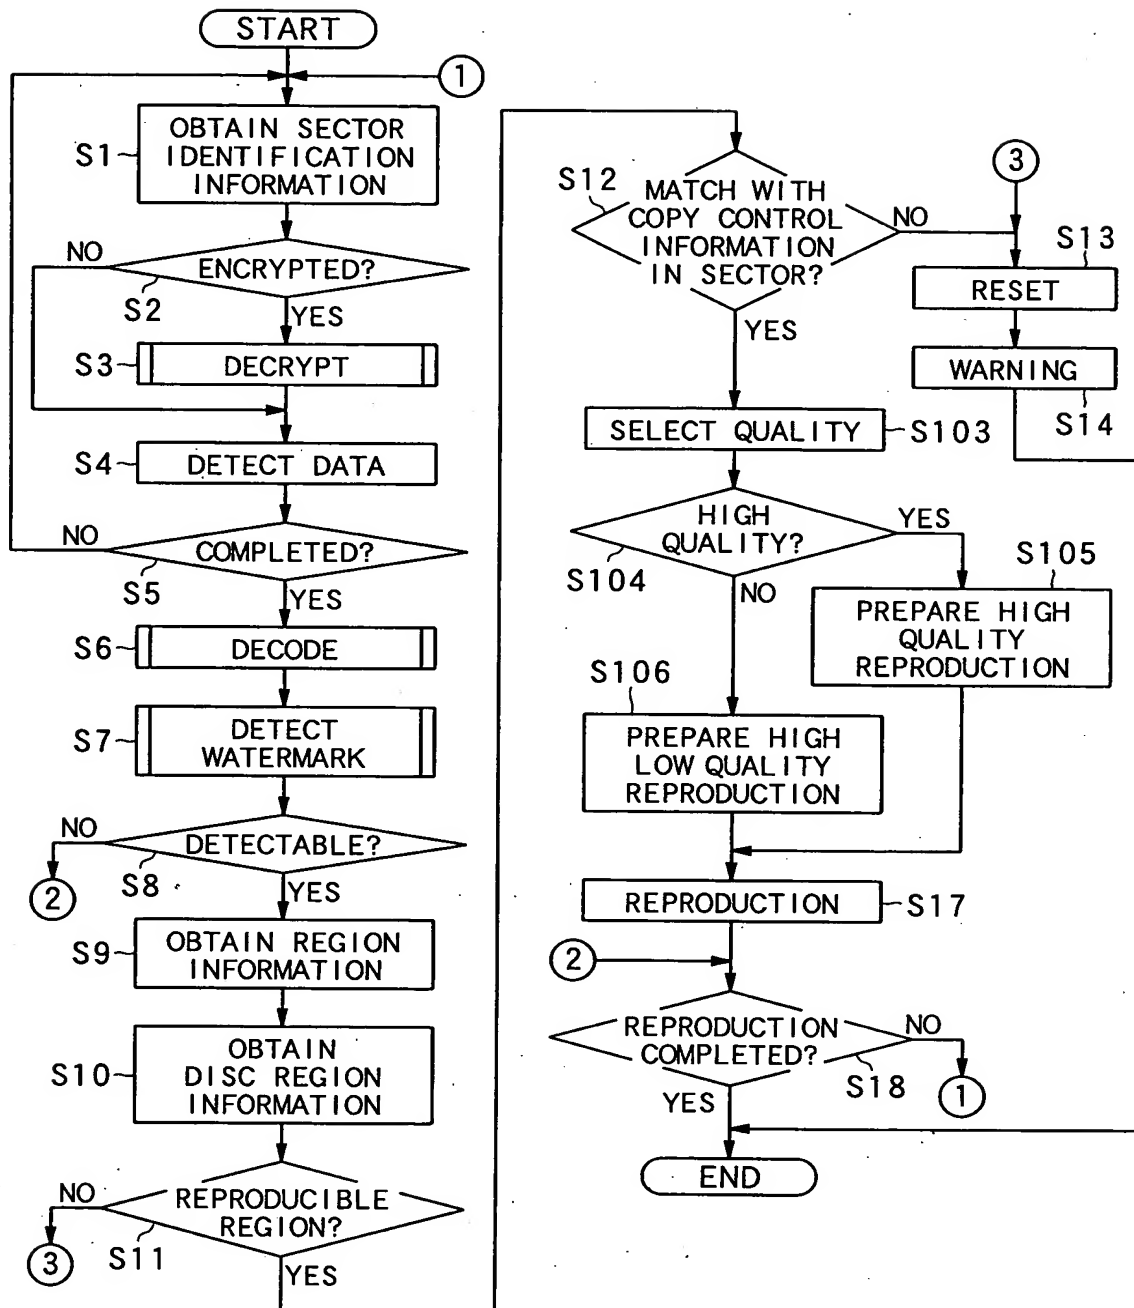 START
1
S1
OBTAIN SECTOR
IDENTIFICATION
INFORMATION
NO
ENCRYPTED?
S2
YES
S3
DECRYPT
S4
DETECT DATA
NO
COMPLETED?
S5
YES
S6
DECODE
S7
DETECT
WATERMARK
NO
DETECTABLE?
2
S8
YES
S9
OBTAIN REGION
INFORMATION
S10
OBTAIN
DISC REGION
INFORMATION
NO
REPRODUCIBLE
REGION?
3
S11
YES
S12
MATCH WITH
COPY CONTROL
INFORMATION
IN SECTOR?
NO
3
S13
RESET
YES
WARNING
S14
SELECT QUALITY
S103
HIGH
QUALITY?
YES
S104
NO
S105
PREPARE HIGH
QUALITY
REPRODUCTION
S106
PREPARE HIGH
LOW QUALITY
REPRODUCTION
REPRODUCTION
S17
2
REPRODUCTION
COMPLETED?
NO
S18
1
YES
END